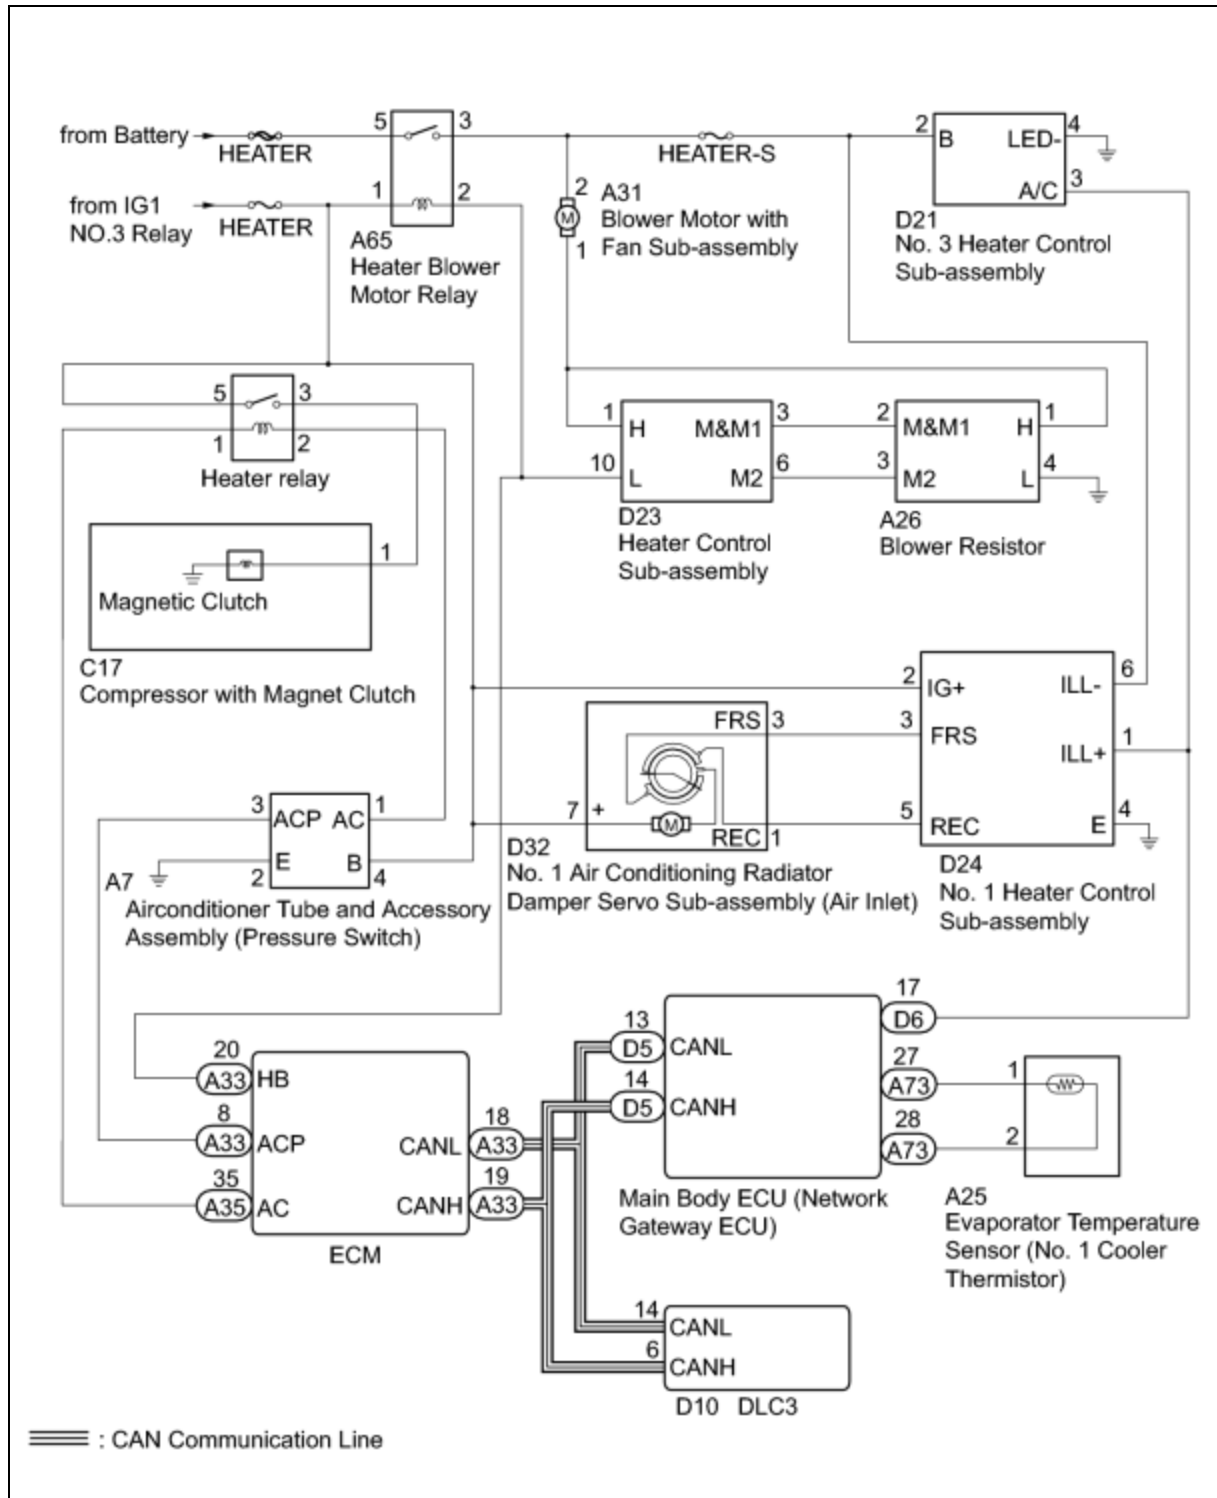 from Battery
HEATER
5
3
HEATER-S
2
B
LED-
4
A/C
3
from IG1
NO.3 Relay
HEATER
1
2
A65
Heater Blower
Motor Relay
2
1
A31
Blower Motor with
Fan Sub-assembly
D21
No. 3 Heater Control
Sub-assembly
5
3
1
2
Heater relay
1
H
M&M1
3
10
L
M2
6
D23
Heater Control
Sub-assembly
2
M&M1
H
1
3
M2
L
4
A26
Blower Resistor
1
Magnetic Clutch
C17
Compressor with Magnet Clutch
2
IG+
ILL-
6
3
FRS
ILL+
1
5
REC
E
4
D24
No. 1 Heater Control
Sub-assembly
FRS
3
7
+
M
REC
1
D32
No. 1 Air Conditioning Radiator
Damper Servo Sub-assembly (Air Inlet)
3
ACP
AC
1
E
B
2
4
A7
Airconditioner Tube and Accessory
Assembly (Pressure Switch)
20
A33
HB
8
A33
ACP
35
A35
AC
CANL
18
A33
CANH
19
A33
ECM
13
D5
CANL
14
D5
CANH
17
D6
27
A73
28
A73
Main Body ECU (Network
Gateway ECU)
1
2
A25
Evaporator Temperature
Sensor (No. 1 Cooler
Thermistor)
14
CANL
6
CANH
D10 DLC3
: CAN Communication Line
M